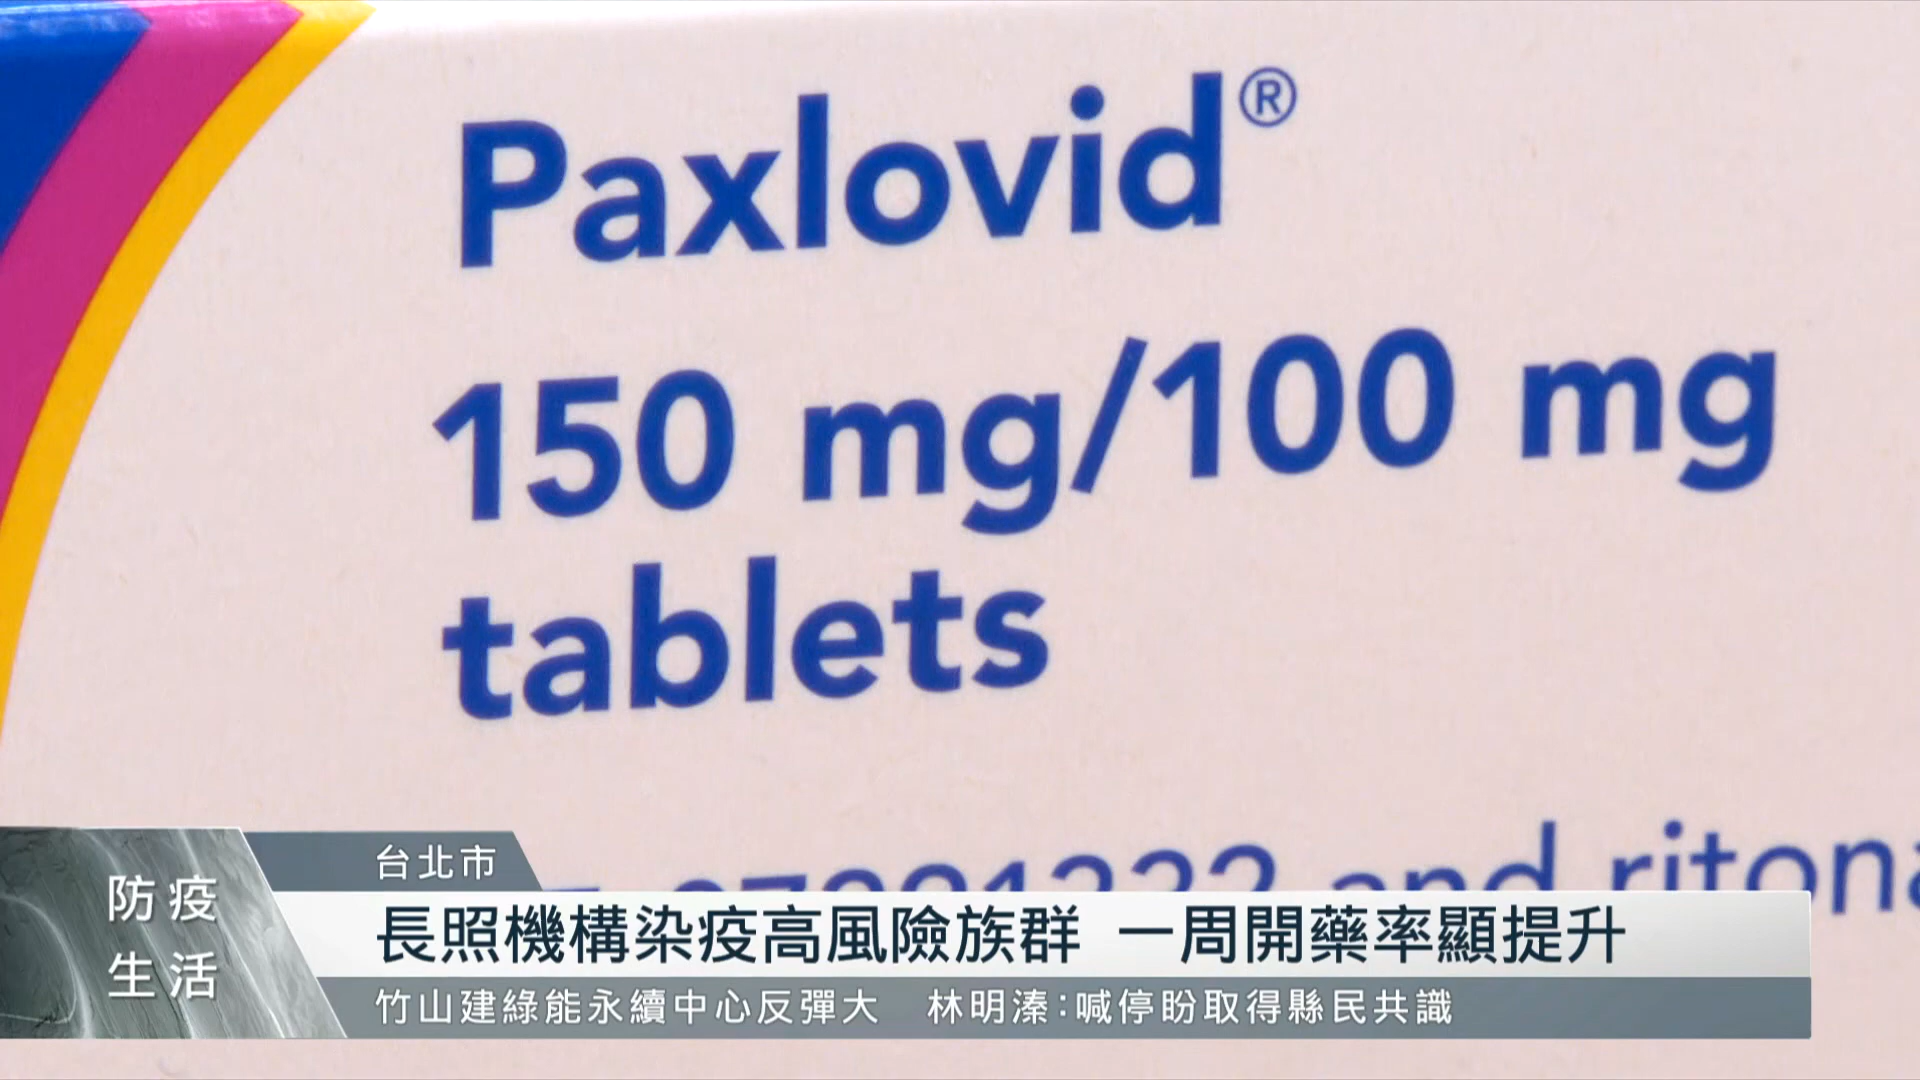 Paxlovid®
150 mg/100 mg
tablets
and
台北市
防疫
生活
長照機構染疫高風險族群 一周開藥率顯提升
竹山建綠能永續中心反彈大 林明溱:喊停盼取得縣民共識